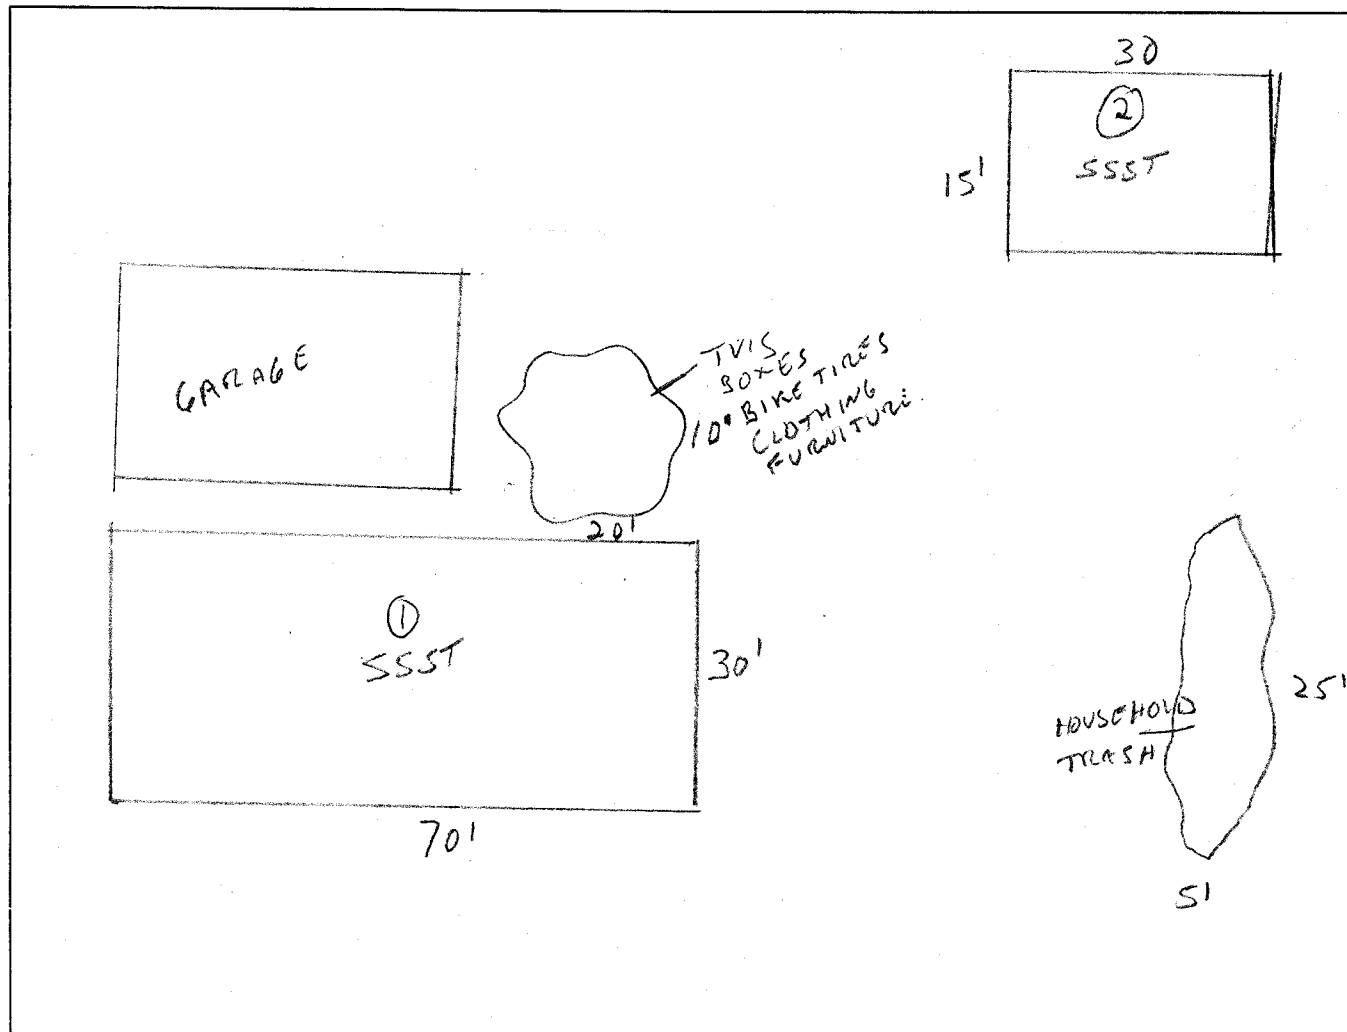 30
2
SSST
15'
GARAGE
TV'S
BOXES
10' BIKE TIRES
CLOTHING
FURNITURE
20'
1
SSST
30'
70'
HOUSEHOLD
TRASH
25'
5'